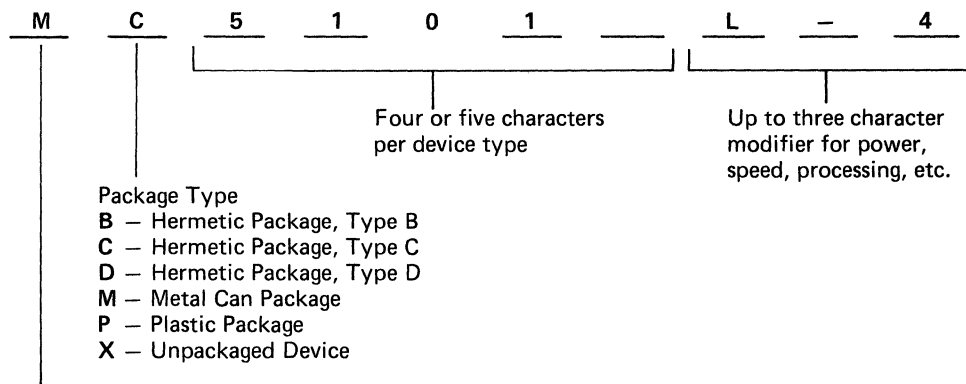 M C 5 1 0 1 L – 4
Four or five characters
per device type
Up to three character
modifier for power,
speed, processing, etc.
Package Type
B – Hermetic Package, Type B
C – Hermetic Package, Type C
D – Hermetic Package, Type D
M – Metal Can Package
P – Plastic Package
X – Unpackaged Device